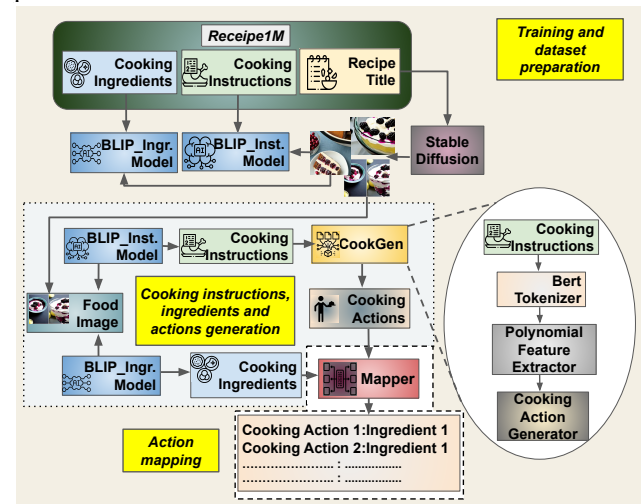 Receipe1M
Training and
dataset
preparation
Cooking
Ingredients
Cooking
Instructions
Recipe
Title
BLIP_Ingr.
Model
BLIP_Inst.
Model
Stable
Diffusion
BLIP_Inst.
Model
Cooking
Instructions
CookGen
Cooking
Instructions
Food
Image
Cooking instructions,
ingredients and
actions generation
Cooking
Actions
Bert
Tokenizer
Polynomial
Feature
Extractor
BLIP_Ingr.
Model
Cooking
Ingredients
Mapper
Cooking
Action
Generator
Action
mapping
Cooking Action 1:Ingredient 1
Cooking Action 2:Ingredient 1
........................ : ................
........................ : ................